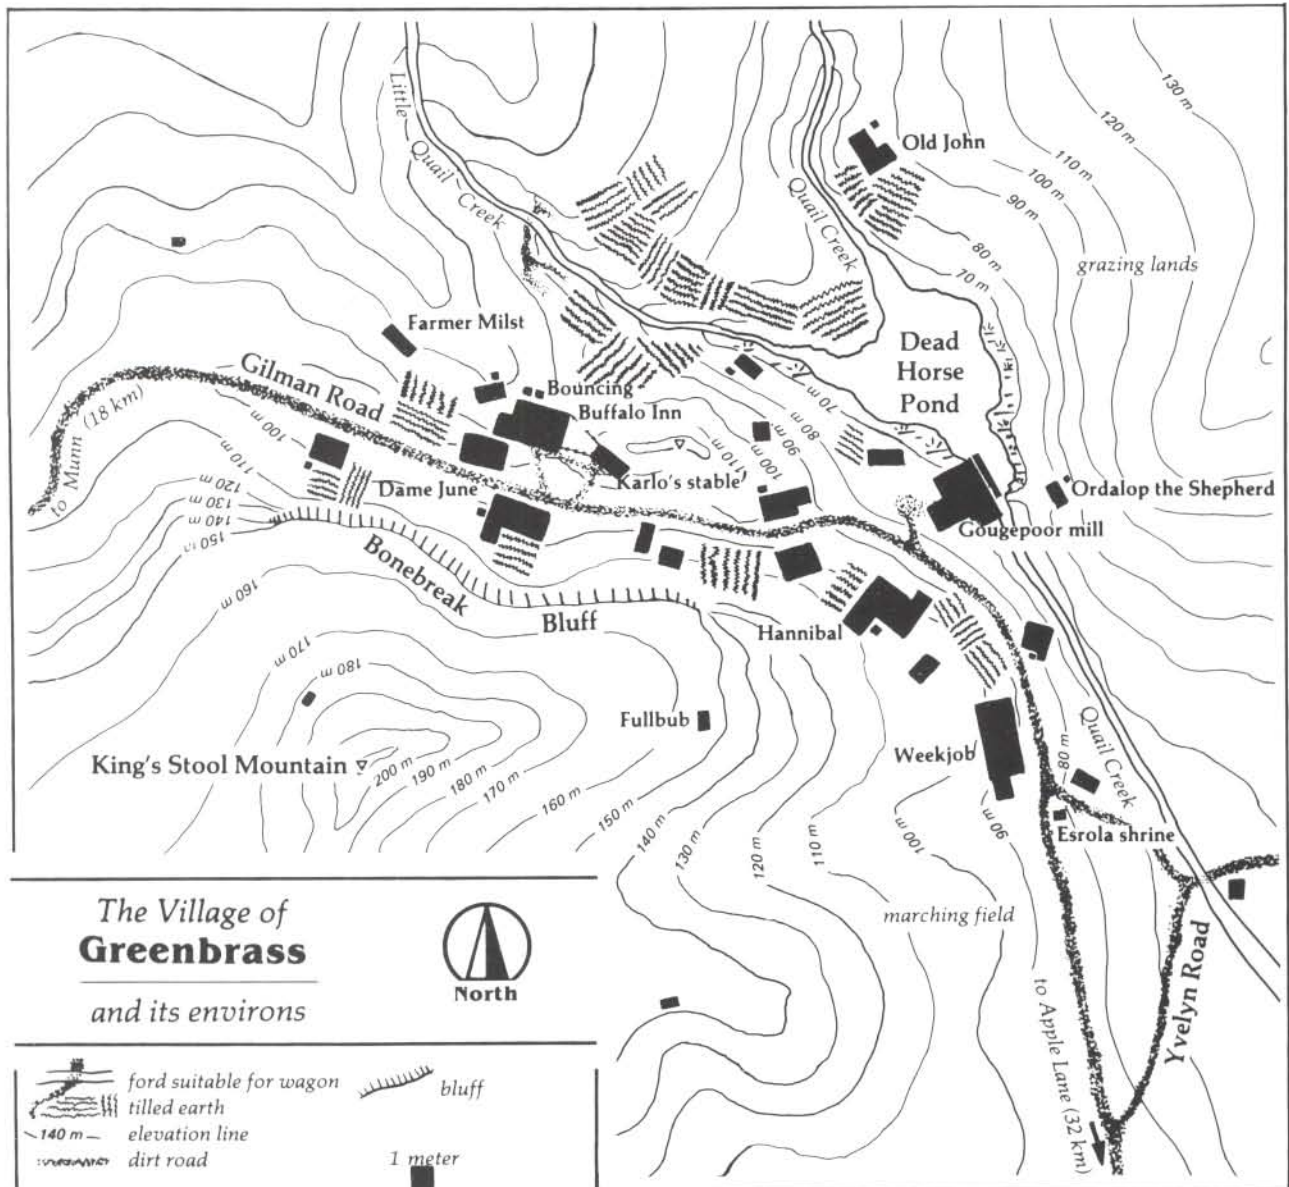 130 m
120 m
110 m
100 m
90 m
80 m
70 m
Little
Quail
Creek
Old John
Quail Creek
grazing lands
Farmer Milst
Gilman Road
Dead
Horse
Pond
to Munn (18 km)
Bouncing
Buffalo Inn
70 m
80 m
90 m
100 m
110 m
100 m
110 m
120 m
130 m
140 m
150 m
160 m
Dame June
Karlo's stable
Ordalop the Shepherd
Gougepoor mill
Bonebreak
Bluff
Hannibal
170 m
180 m
Fullbub
Weekjob
Quail Creek
80 m
King's Stool Mountain
200 m
190 m
180 m
170 m
160 m
150 m
140 m
130 m
120 m
110 m
100 m
90 m
Esrola shrine
marching field
to Apple Lane (32 km)
Yvelyn Road
The Village of
Greenbrass
and its environs
North
ford suitable for wagon
bluff
tilled earth
140 m
elevation line
dirt road
1 meter